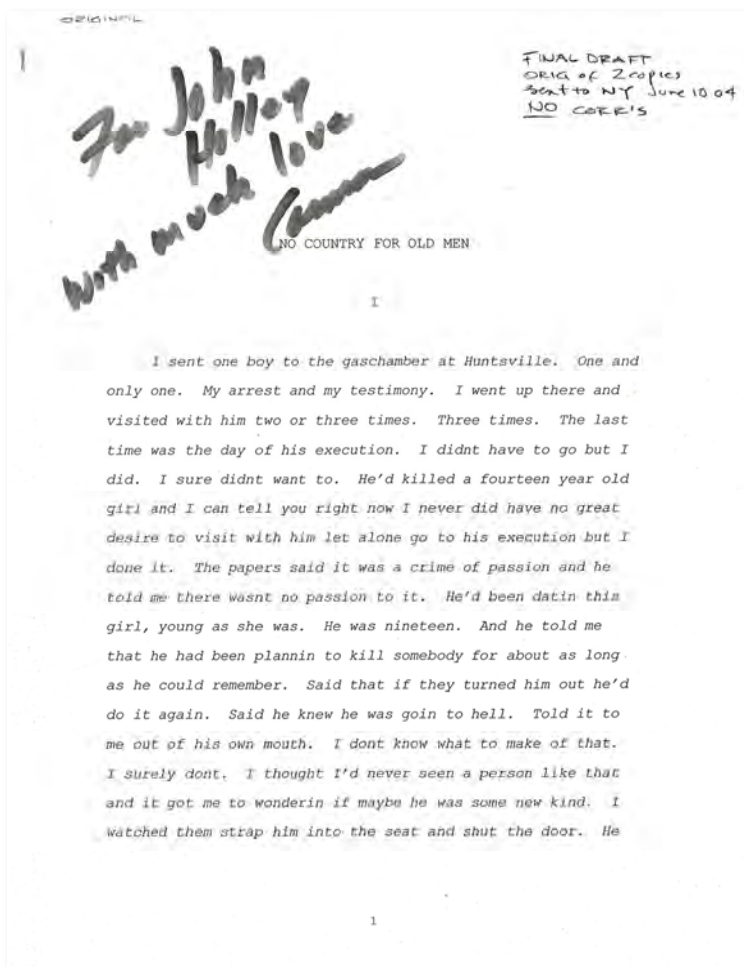 ORIGINAL
FINAL DRAFT
ORIG of 2 copies
sent to NY June 10 04
NO CORR'S
For John
Holley
with much love
Cormac
NO COUNTRY FOR OLD MEN
I
I sent one boy to the gaschamber at Huntsville. One and
only one. My arrest and my testimony. I went up there and
visited with him two or three times. Three times. The last
time was the day of his execution. I didnt have to go but I
did. I sure didnt want to. He'd killed a fourteen year old
girl and I can tell you right now I never did have no great
desire to visit with him let alone go to his execution but I
done it. The papers said it was a crime of passion and he
told me there wasnt no passion to it. He'd been datin this
girl, young as she was. He was nineteen. And he told me
that he had been plannin to kill somebody for about as long
as he could remember. Said that if they turned him out he'd
do it again. Said he knew he was goin to hell. Told it to
me out of his own mouth. I dont know what to make of that.
I surely dont. I thought I'd never seen a person like that
and it got me to wonderin if maybe he was some new kind. I
watched them strap him into the seat and shut the door. He
1